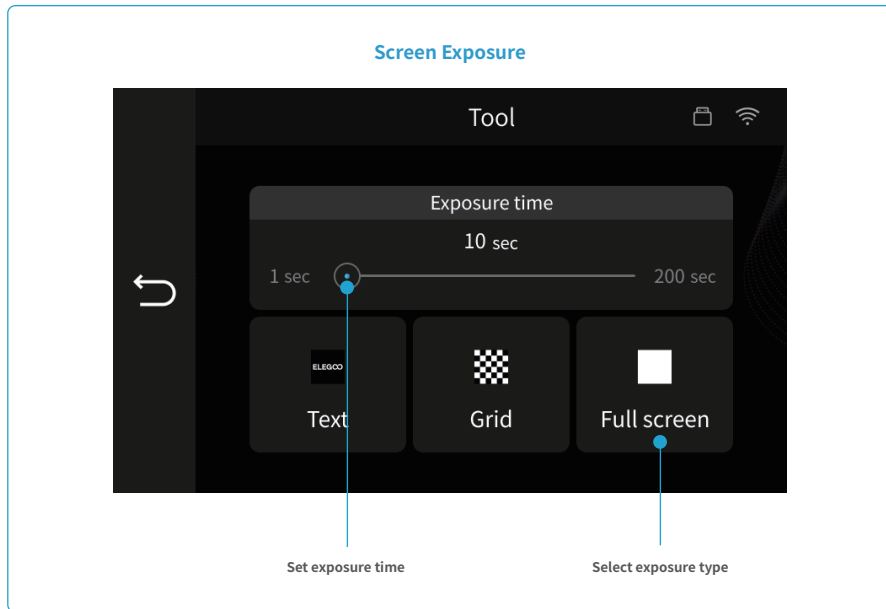 Screen Exposure
Tool
Exposure time
10 sec
1 sec 200 sec
ELEGOO
Text Grid Full screen
Set exposure time Select exposure type